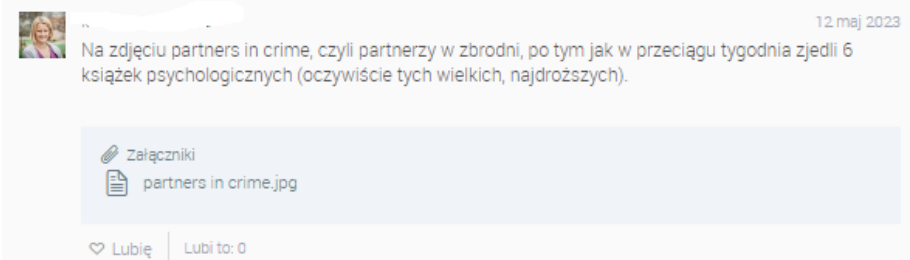 12 maj 2023
Na zdjęciu partners in crime, czyli partnerzy w zbrodni, po tym jak w przeciągu tygodnia zjedli 6
książek psychologicznych (oczywiście tych wielkich, najdroższych).
Załączniki
partners in crime.jpg
Lubię
Lubi to: 0